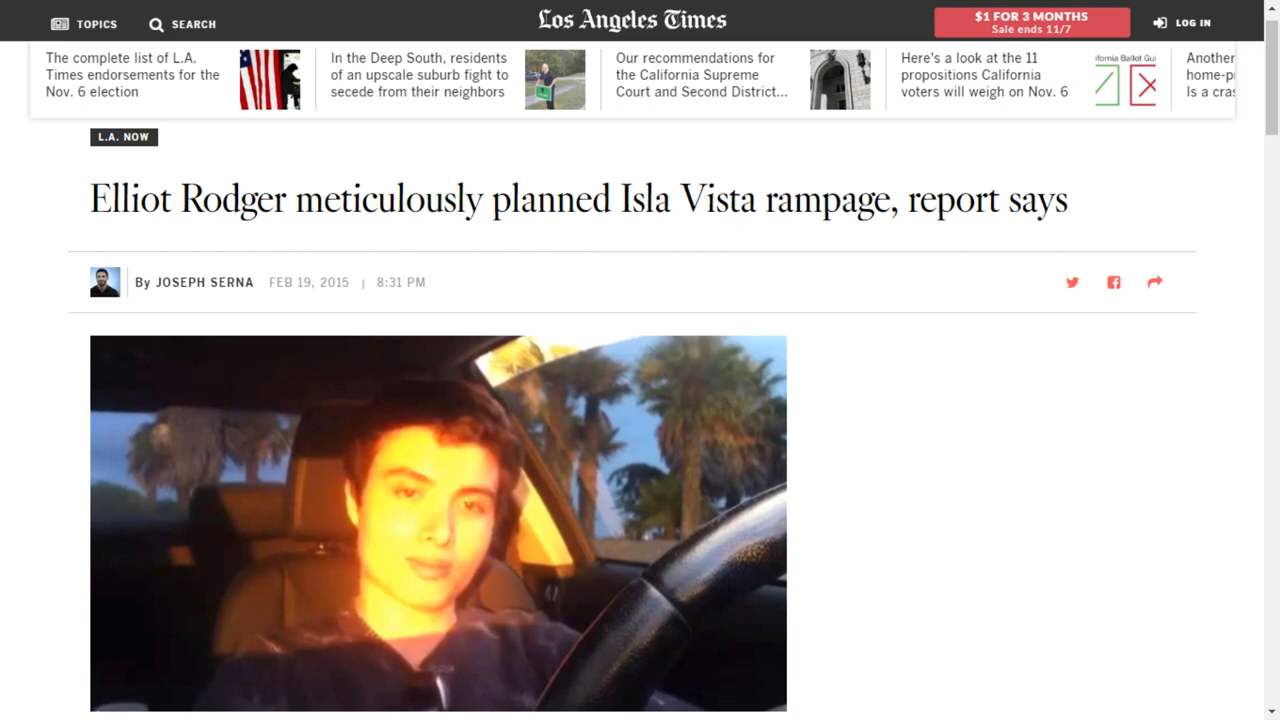 TOPICS
SEARCH
Los Angeles Times
$1 FOR 3 MONTHS
Sale ends 11/7
LOG IN
The complete list of L.A.
Times endorsements for the
Nov. 6 election
In the Deep South, residents
of an upscale suburb fight to
secede from their neighbors
Our recommendations for
the California Supreme
Court and Second District...
Here's a look at the 11
propositions California
voters will weigh on Nov. 6
Ballot
Another
Is a
L.A. NOW
Elliot Rodger meticulously planned Isla Vista rampage, report says
By JOSEPH SERNA FEB 19, 2015 | 8:31 PM